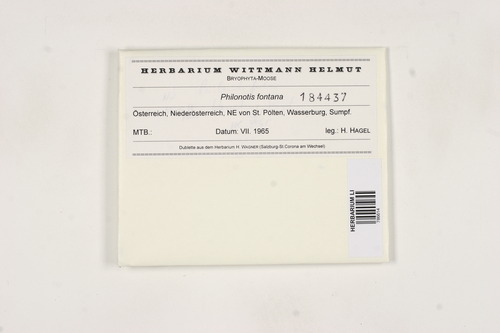 HERBARIUM WITTMANN HELMUT
BRYOPHYTA-MOOSE
Philonotis fontana 184437
Österreich, Niederösterreich, NE von St. Pölten, Wasserburg, Sumpf.
MTB.: Datum: VII. 1965 leg.: H. HAGEL
Dublette aus dem Herbarium H. WAGNER (Salzburg-St.Corona am Wechsel)
HERBARIUM LI